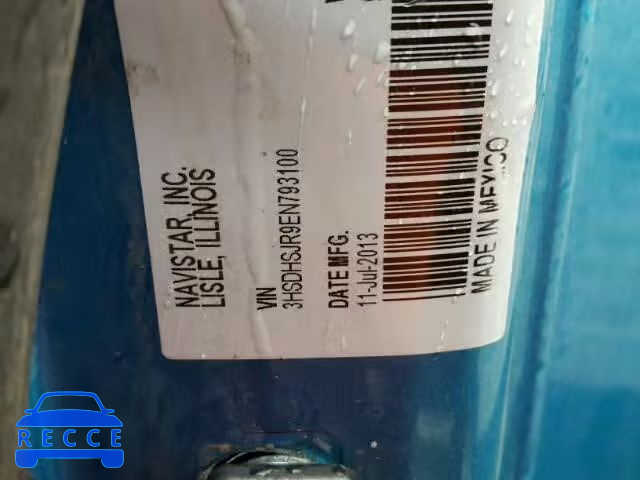 NAVISTAR, INC.
LISLE, ILLINOIS
VIN
3HSDHSJR9EN793100
DATE MFG.
11-Jul-2013
MADE IN MEXICO
RECCE